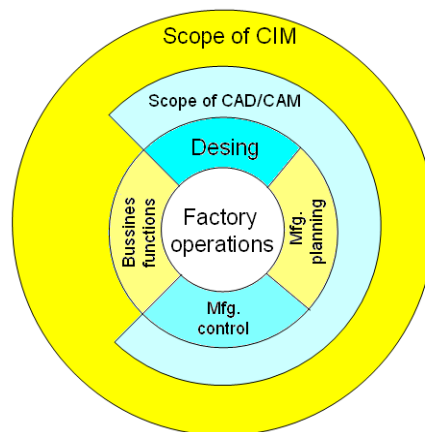 Scope of CIM
Scope of CAD/CAM
Desing
Bussines
functions
Factory
operations
Mfg.
planning
Mfg.
control